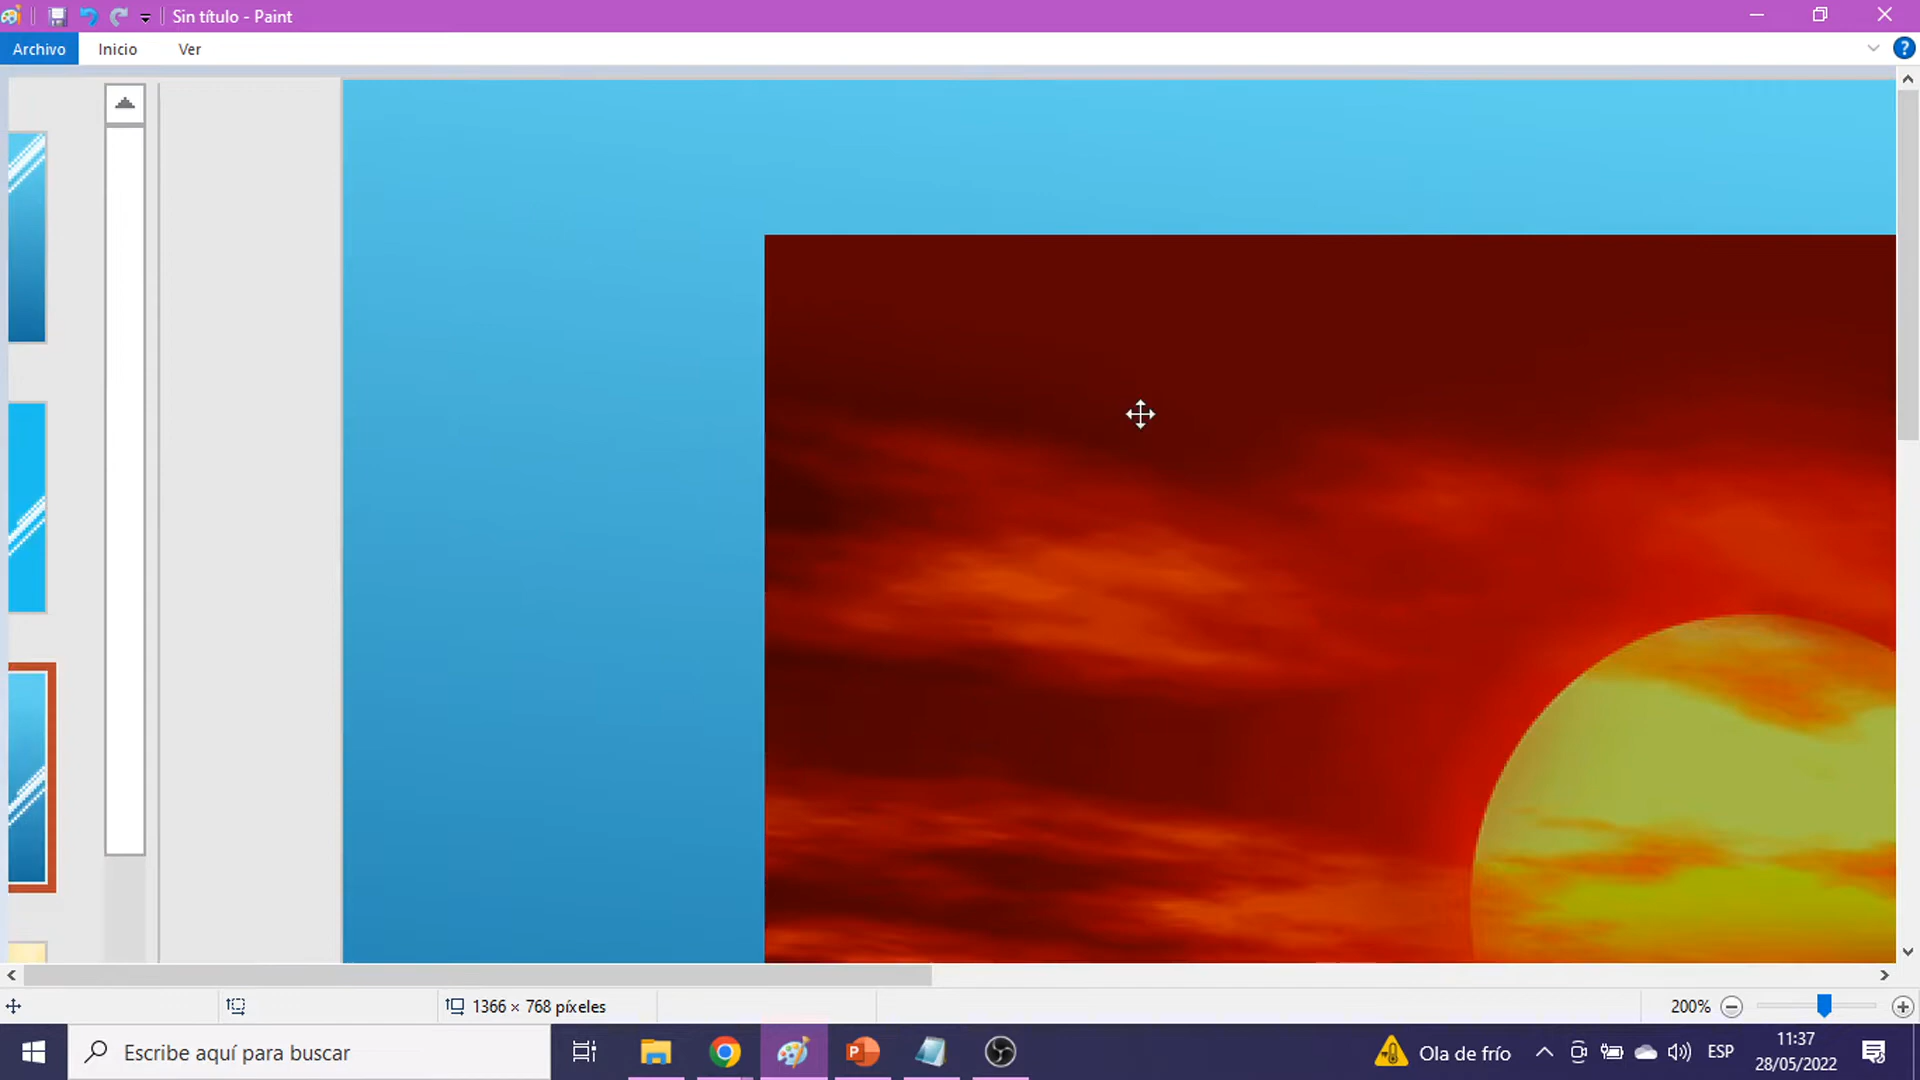 Sin título - Paint
Archivo Inicio Ver
1366 × 768 píxeles
200%
Escribe aquí para buscar
Ola de frío
ESP
11:37
28/05/2022